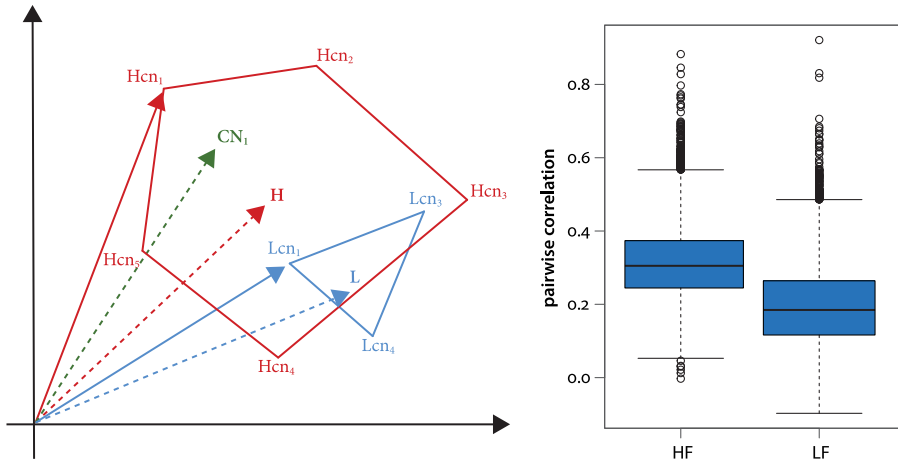 Hcn₂
Hcn₁
CN₁
Hcn₃
H
Lcn₃
Lcn₁
Hcn₅
L
Lcn₄
Hcn₄
pairwise correlation
0.8
0.6
0.4
0.2
0.0
HF LF